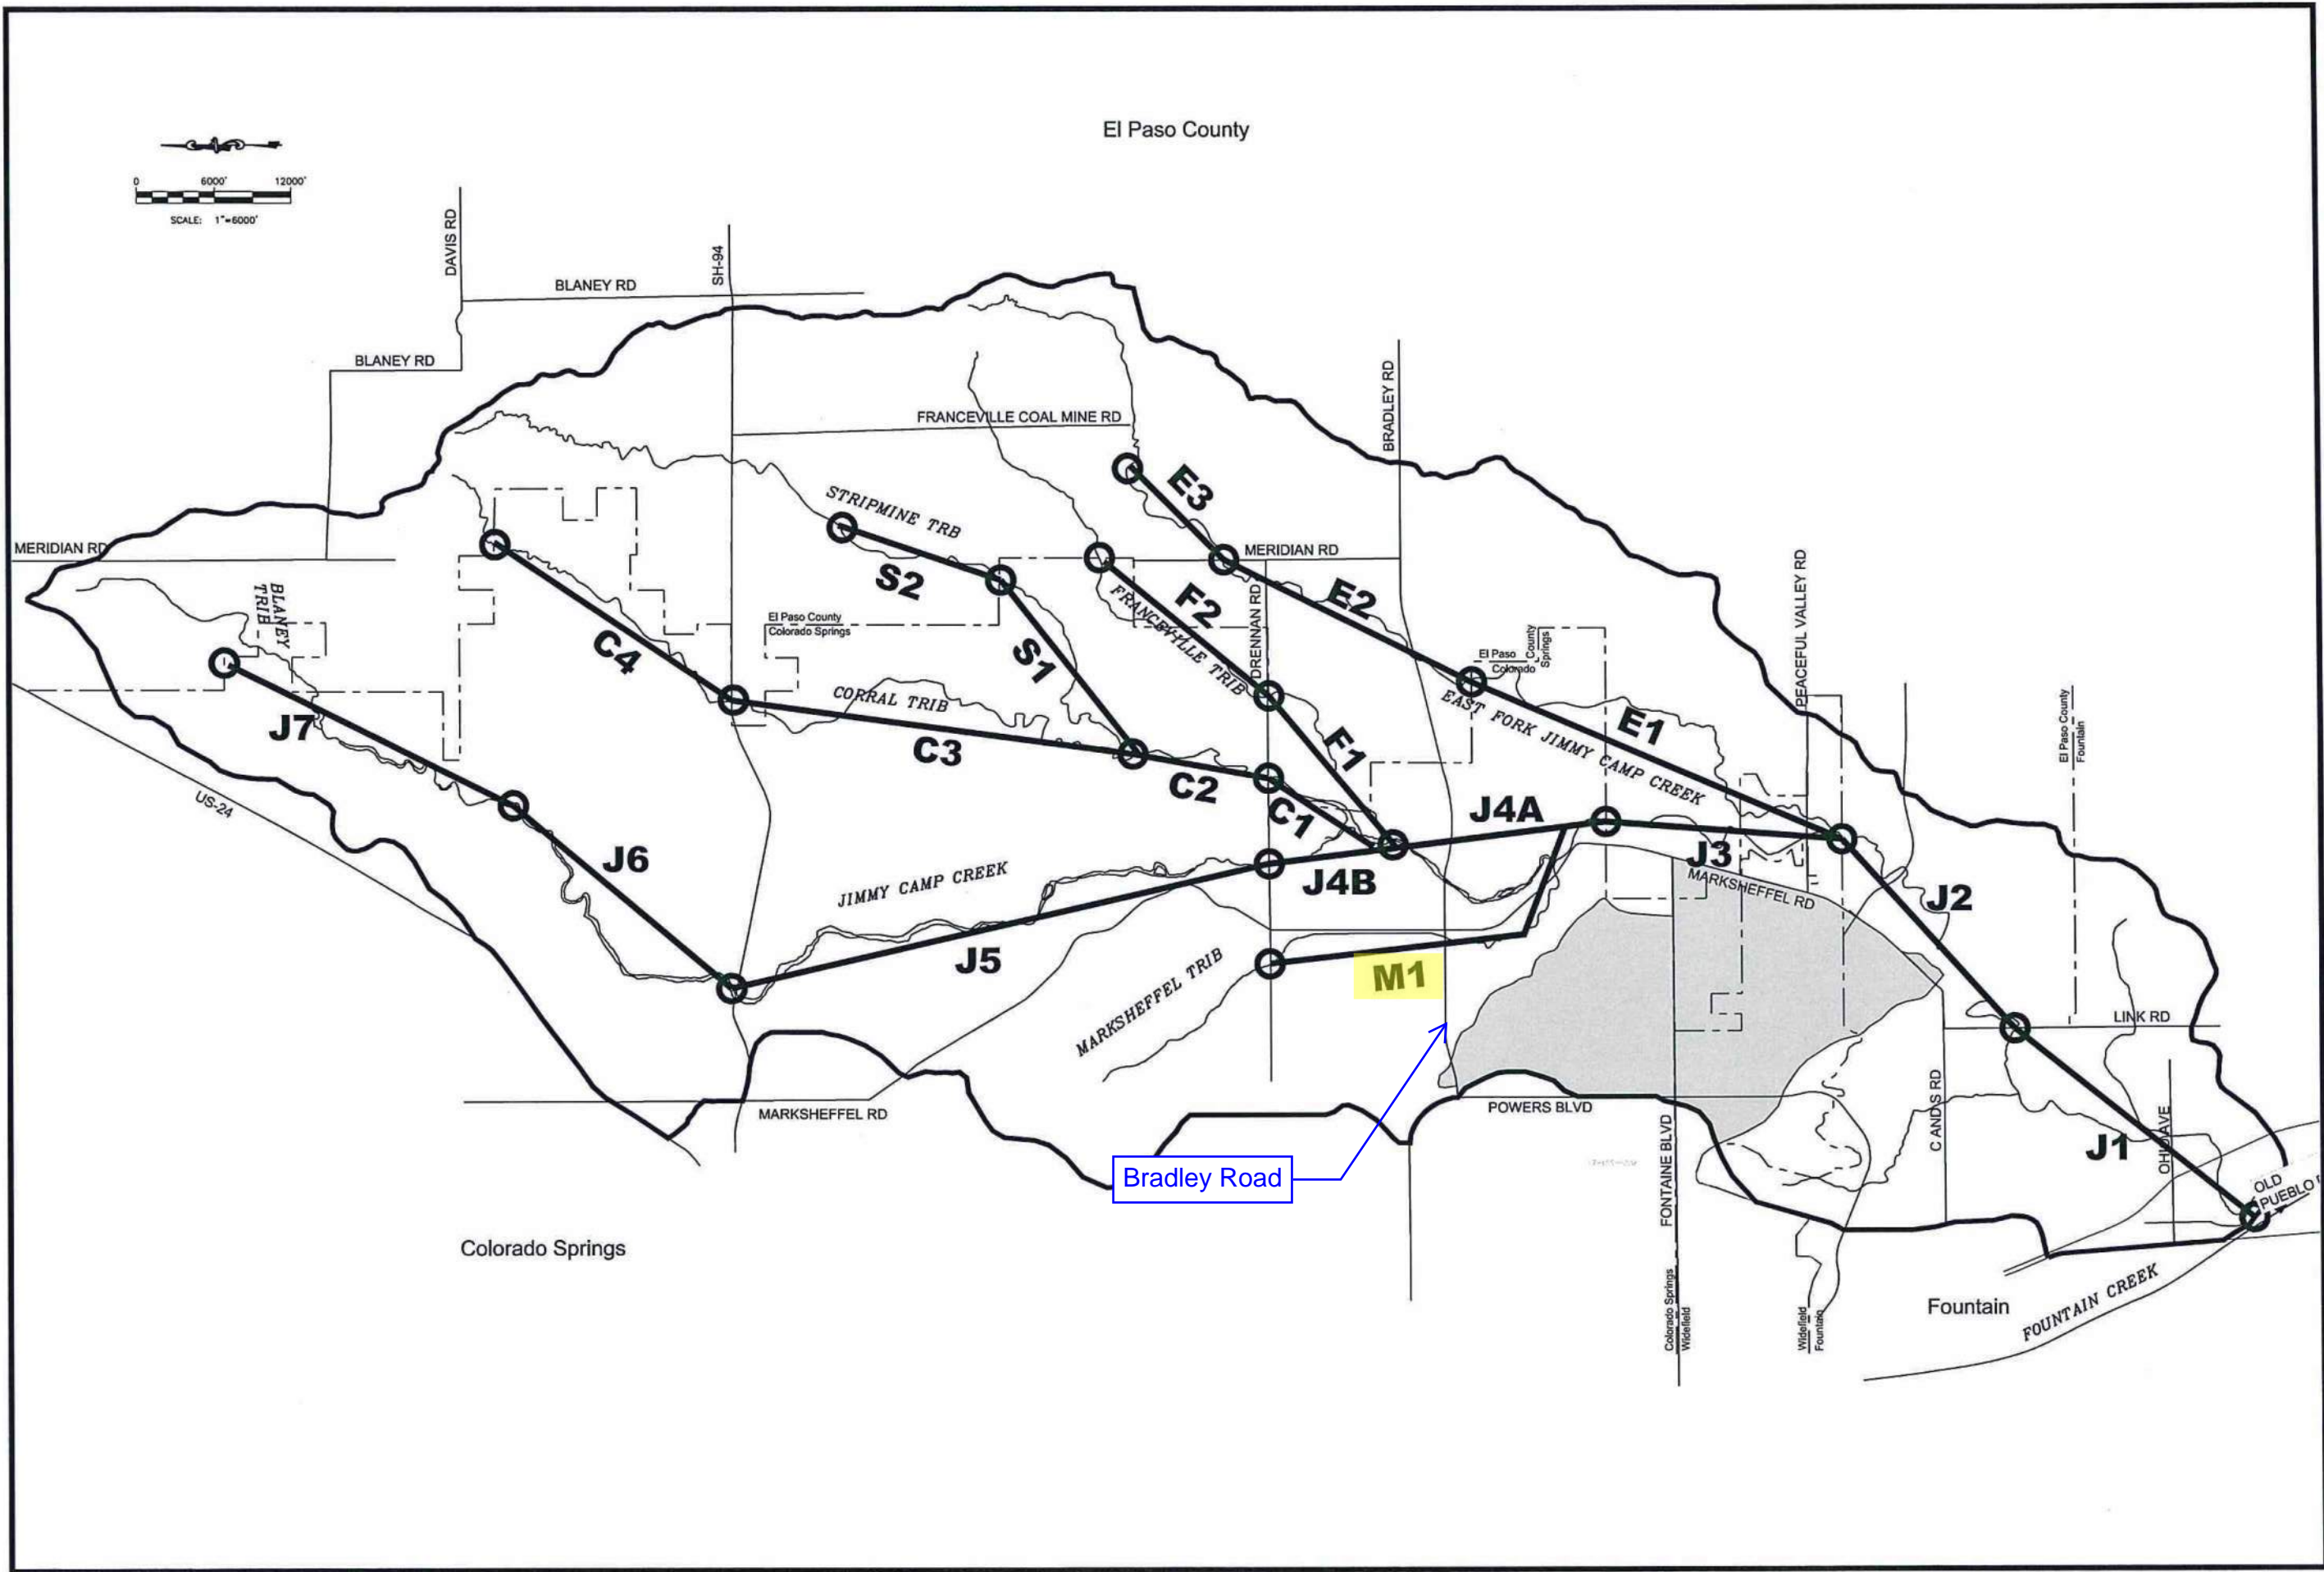 El Paso County
0 6000' 12000'
SCALE: 1"=6000'
DAVIS RD
SH-94
BLANEY RD
BLANEY RD
BRADLEY RD
FRANCEVILLE COAL MINE RD
E3
STRIPMINE TRB
MERIDIAN RD
MERIDIAN RD
PEACEFUL VALLEY RD
BLANEY
TRIB
S2
F2
E2
DRENNAN RD
FRANCEVILLE TRIB
El Paso County
Colorado Springs
El Paso County
Colorado Springs
C4
S1
CORRAL TRIB
EAST FORK JIMMY CAMP CREEK
E1
El Paso County
Fountain
J7
C3
F1
C2
C1
J4A
US-24
J6
JIMMY CAMP CREEK
J4B
J3
MARKSHEFFEL RD
J2
J5
M1
MARKSHEFFEL TRIB
LINK RD
MARKSHEFFEL RD
POWERS BLVD
FONTAINE BLVD
C AND S RD
OHIO AVE
J1
Bradley Road
OLD
PUEBLO
Colorado Springs
Colorado Springs
Widefield
Widefield
Fountain
Fountain
FOUNTAIN CREEK